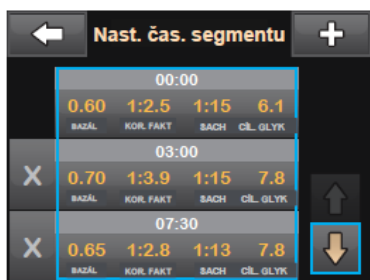 Nast. čas. segmentu
00:00
0.60 1:2.5 1:15 6.1
BAZÁL KOR. FAKT SACH CÍL. GLYK
03:00
X 0.70 1:3.9 1:15 7.8
BAZÁL KOR. FAKT SACH CÍL. GLYK
07:30
X 0.65 1:2.8 1:13 7.8
BAZÁL KOR. FAKT SACH CÍL. GLYK